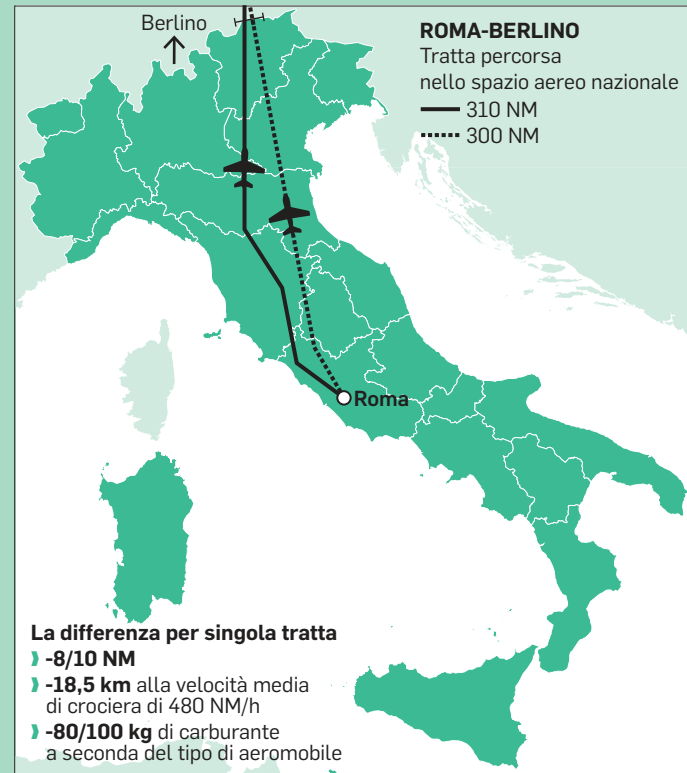 Berlino
ROMA-BERLINO
Tratta percorsa
nello spazio aereo nazionale
310 NM
300 NM
Roma
La differenza per singola tratta
-8/10 NM
-18,5 km alla velocità media
di crociera di 480 NM/h
-80/100 kg di carburante
a seconda del tipo di aeromobile